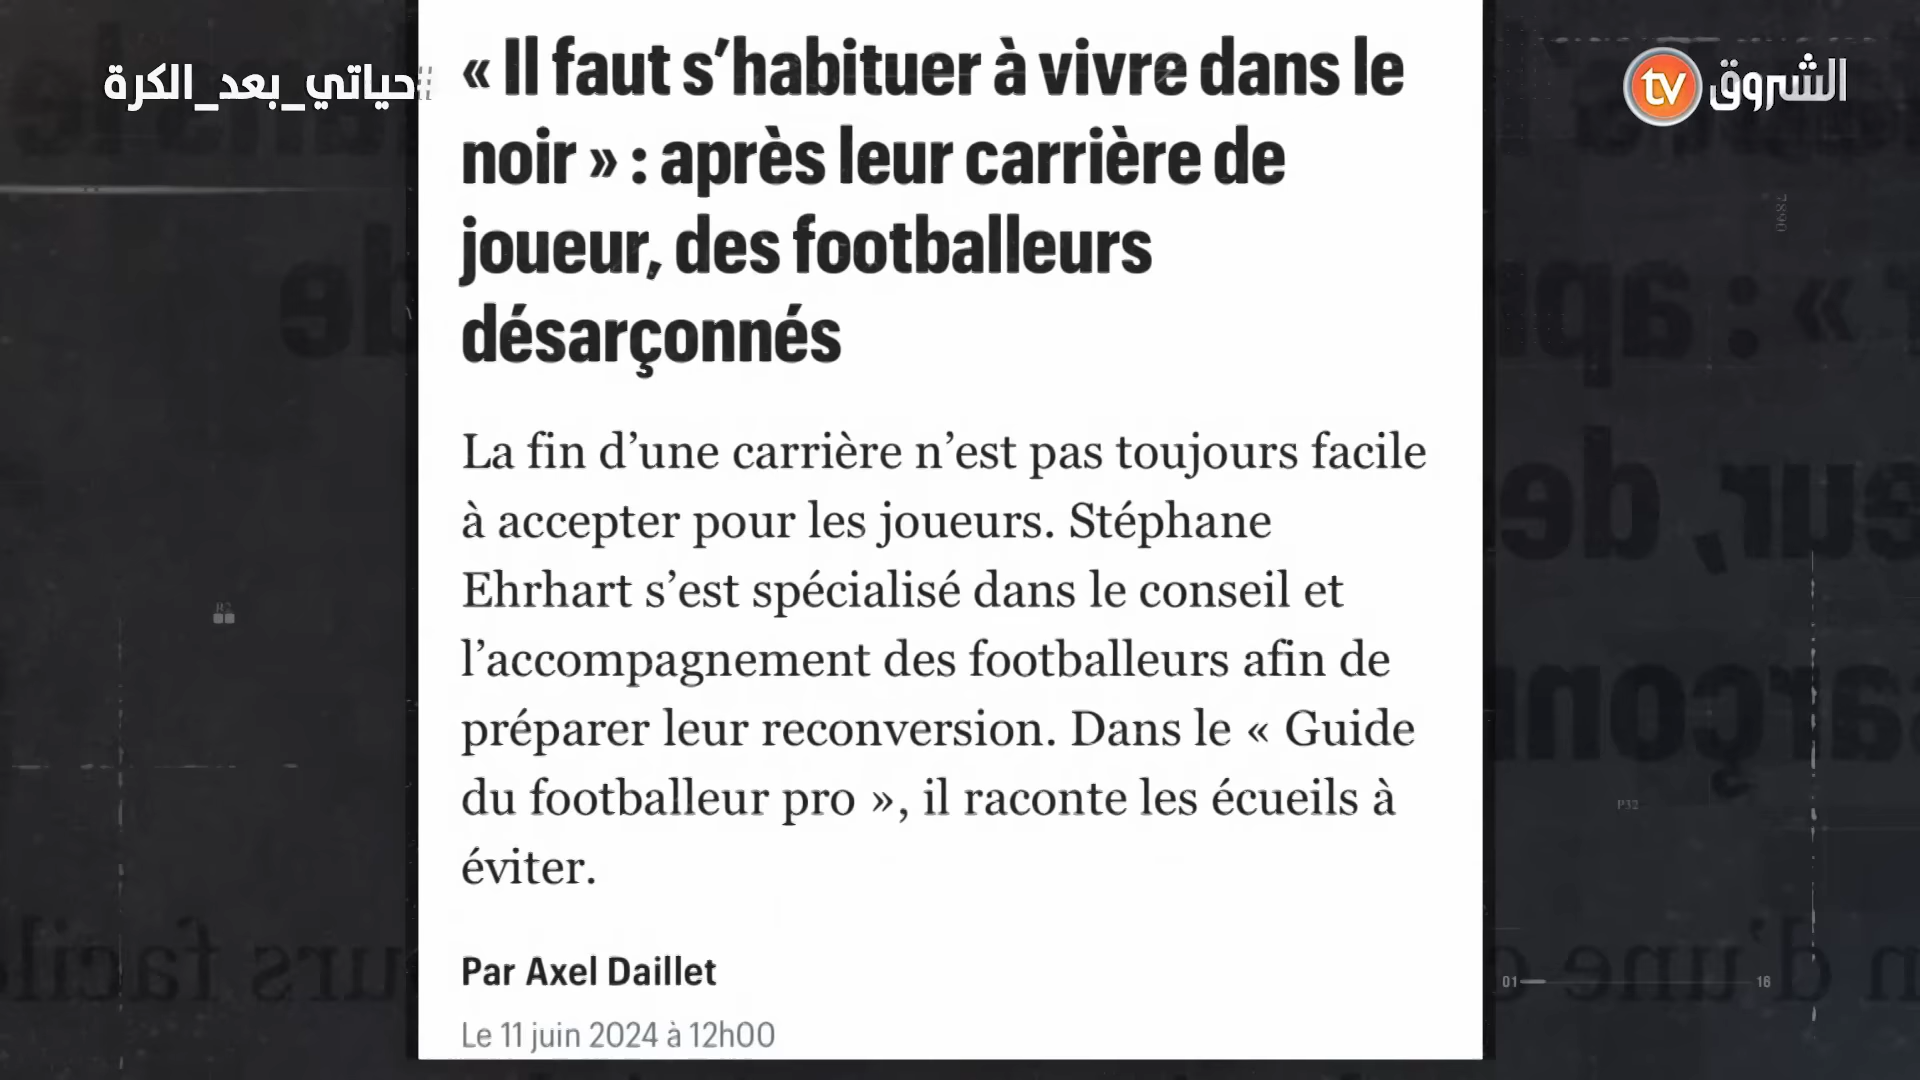 #حياتي_بعد_الكرة
الشروق tv
« Il faut s’habituer à vivre dans le
noir » : après leur carrière de
joueur, des footballeurs
désarçonnés
La fin d’une carrière n’est pas toujours facile
à accepter pour les joueurs. Stéphane
Ehrhart s’est spécialisé dans le conseil et
l’accompagnement des footballeurs afin de
préparer leur reconversion. Dans le « Guide
du footballeur pro », il raconte les écueils à
éviter.
Par Axel Daillet
Le 11 juin 2024 à 12h00
7890
P32
01